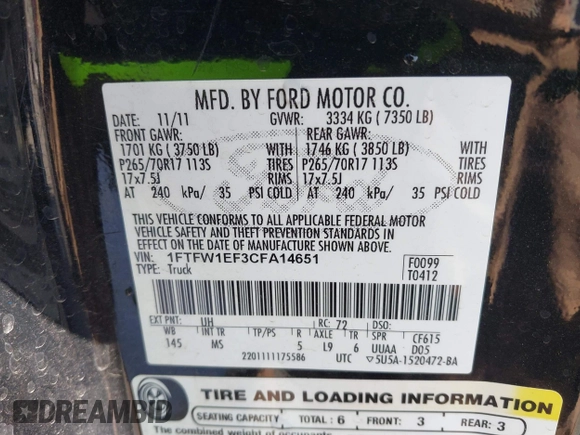 MFD. BY FORD MOTOR CO.
DATE: 11/11 GVWR: 3334 KG ( 7350 LB)
FRONT GAWR: REAR GAWR:
1701 KG ( 3750 LB) WITH 1746 KG ( 3850 LB) WITH
P265/70R17 113S TIRES P265/70R17 113S TIRES
17x7.5J RIMS 17x7.5J RIMS
AT 240 kPa/ 35 PSI COLD AT 240 kPa/ 35 PSI COLD
THIS VEHICLE CONFORMS TO ALL APPLICABLE FEDERAL MOTOR
VEHICLE SAFETY, BUMPER, AND THEFT PREVENTION STANDARDS IN
EFFECT ON THE DATE OF MANUFACTURE SHOWN ABOVE.
VIN: 1FTFW1EF3CFA14651 F0099
TYPE: Truck T0412
EXT PNT: UH RC: 72 DSO:
WB INT TR TP/PS R AXLE TR SPR CF615
145 MS 5 L9 6 UUAA D05
2201111175586 UTC 5U5A-1520472-BA
TIRE AND LOADING INFORMATION
SEATING CAPACITY TOTAL: 6 FRONT: 3 REAR: 3
The combined weight of occupants
DREAMBID